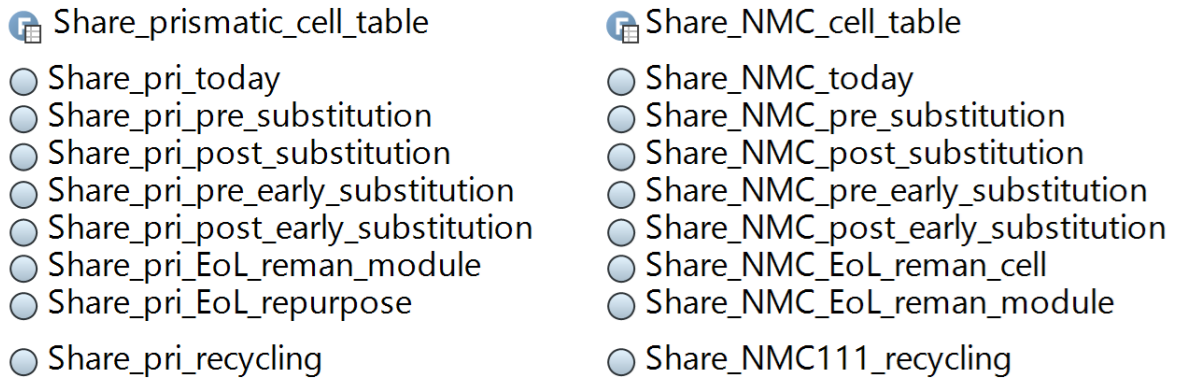 Share_prismatic_cell_table
Share_pri_today
Share_pri_pre_substitution
Share_pri_post_substitution
Share_pri_pre_early_substitution
Share_pri_post_early_substitution
Share_pri_EoL_reman_module
Share_pri_EoL_repurpose
Share_pri_recycling
Share_NMC_cell_table
Share_NMC_today
Share_NMC_pre_substitution
Share_NMC_post_substitution
Share_NMC_pre_early_substitution
Share_NMC_post_early_substitution
Share_NMC_EoL_reman_cell
Share_NMC_EoL_reman_module
Share_NMC111_recycling